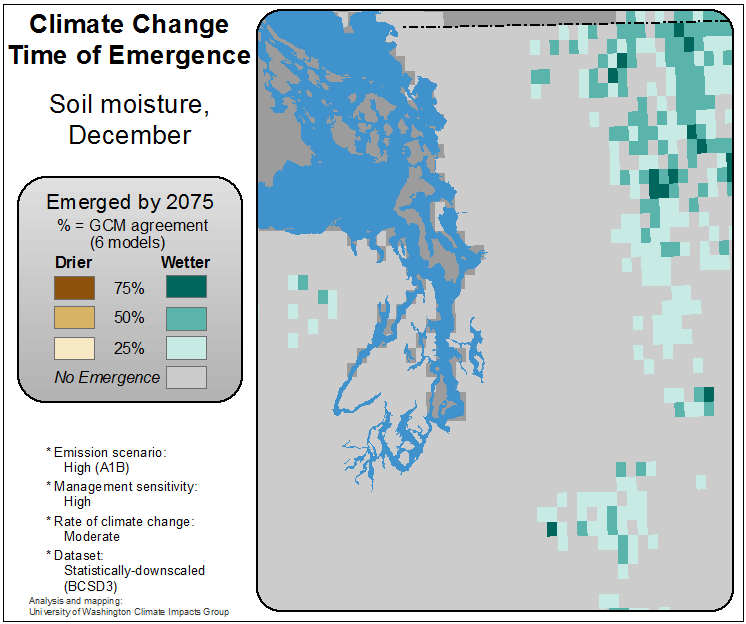 Climate Change
Time of Emergence
Soil moisture,
December
Emerged by 2075
% = GCM agreement
(6 models)
Drier Wetter
75%
50%
25%
No Emergence
* Emission scenario:
High (A1B)
* Management sensitivity:
High
* Rate of climate change:
Moderate
* Dataset:
Statistically-downscaled
(BCSD3)
Analysis and mapping:
University of Washington Climate Impacts Group